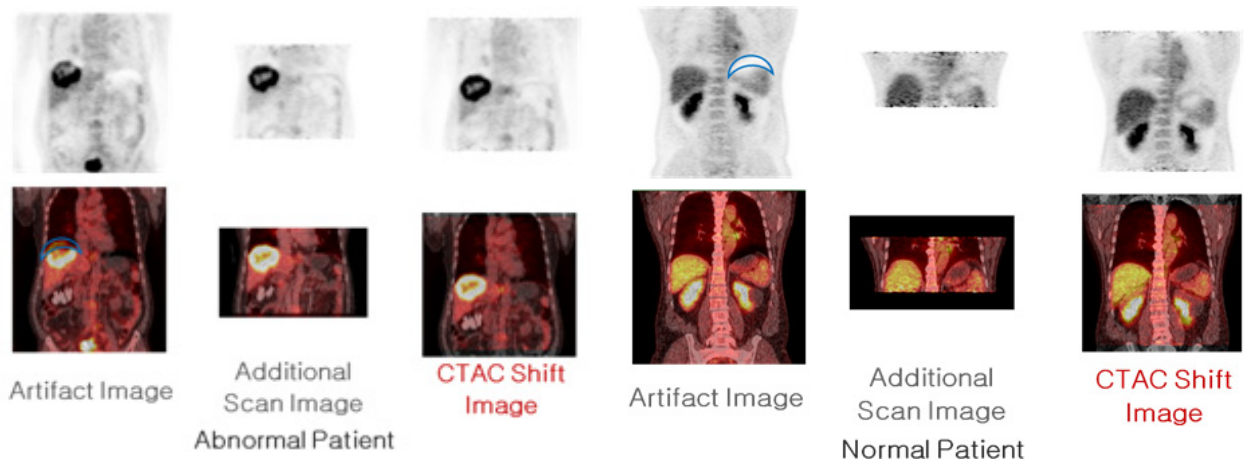 Artifact Image
Additional
Scan Image
CTAC Shift
Image
Abnormal Patient
Artifact Image
Additional
Scan Image
CTAC Shift
Image
Normal Patient